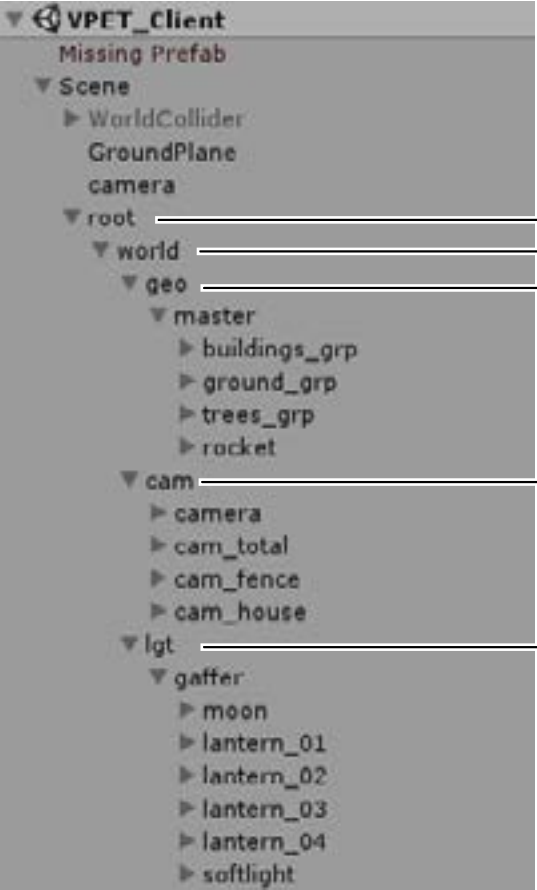 VPET_Client
Missing Prefab
Scene
WorldCollider
GroundPlane
camera
root
world
geo
master
buildings_grp
ground_grp
trees_grp
rocket
cam
camera
cam_total
cam_fence
cam_house
lgt
gaffer
moon
lantern_01
lantern_02
lantern_03
lantern_04
softlight